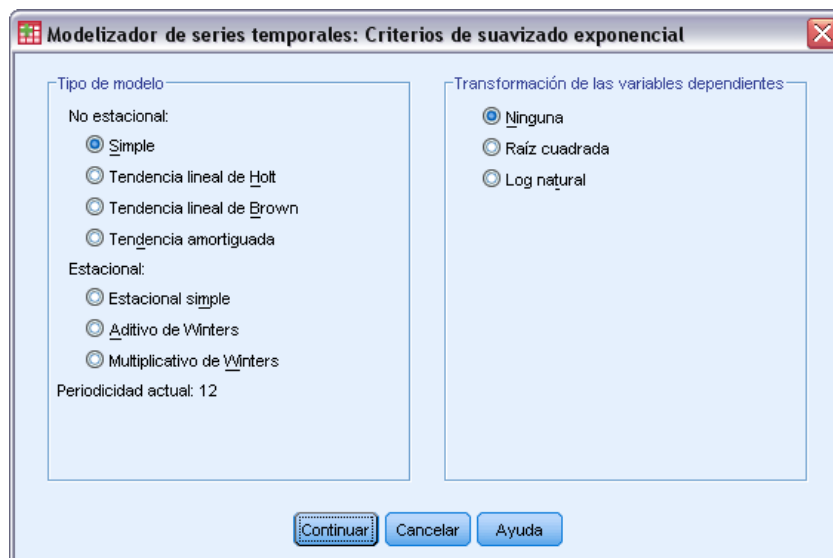 Modelizador de series temporales: Criterios de suavizado exponencial
Tipo de modelo
No estacional:
Simple
Tendencia lineal de Holt
Tendencia lineal de Brown
Tendencia amortiguada
Estacional:
Estacional simple
Aditivo de Winters
Multiplicativo de Winters
Periodicidad actual: 12
Transformación de las variables dependientes
Ninguna
Raíz cuadrada
Log natural
Continuar
Cancelar
Ayuda